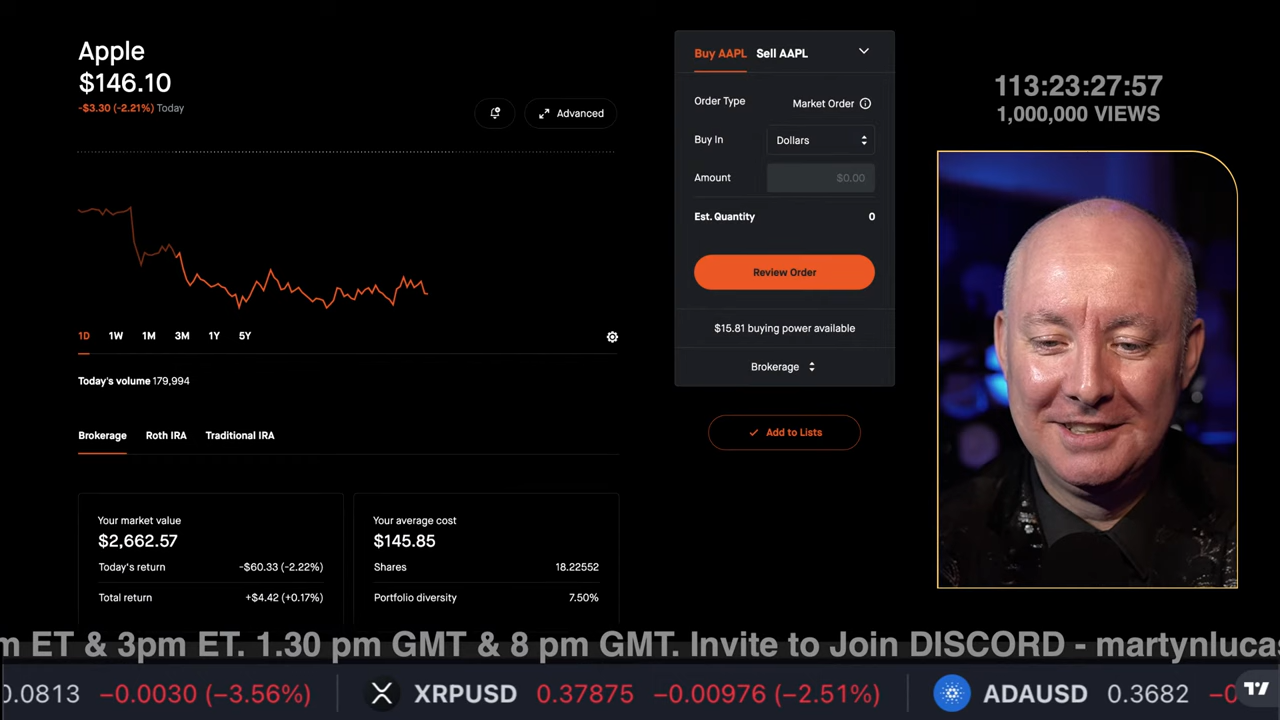 Apple
$146.10
-$3.30 (-2.21%) Today
Advanced
1D 1W 1M 3M 1Y 5Y
Today's volume 179,994
Brokerage Roth IRA Traditional IRA
Your market value
$2,662.57
Today's return -$60.33 (-2.22%)
Total return +$4.42 (+0.17%)
Your average cost
$145.85
Shares 18.22552
Portfolio diversity 7.50%
Buy AAPL Sell AAPL
Order Type Market Order
Buy In Dollars
Amount $0.00
Est. Quantity 0
Review Order
$15.81 buying power available
Brokerage
Add to Lists
113:23:27:57
1,000,000 VIEWS
m ET & 3pm ET. 1.30 pm GMT & 8 pm GMT. Invite to Join DISCORD - martynlucas
0.0813 −0.0030 (−3.56%) XRPUSD 0.37875 −0.00976 (−2.51%) ADAUSD 0.3682